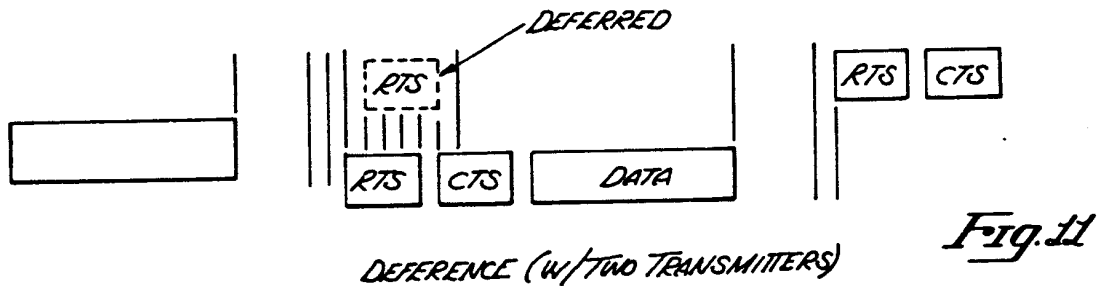 DEFERRED
RTS
RTS CTS
RTS CTS DATA
Fig. 11
DEFERENCE (W/TWO TRANSMITTERS)